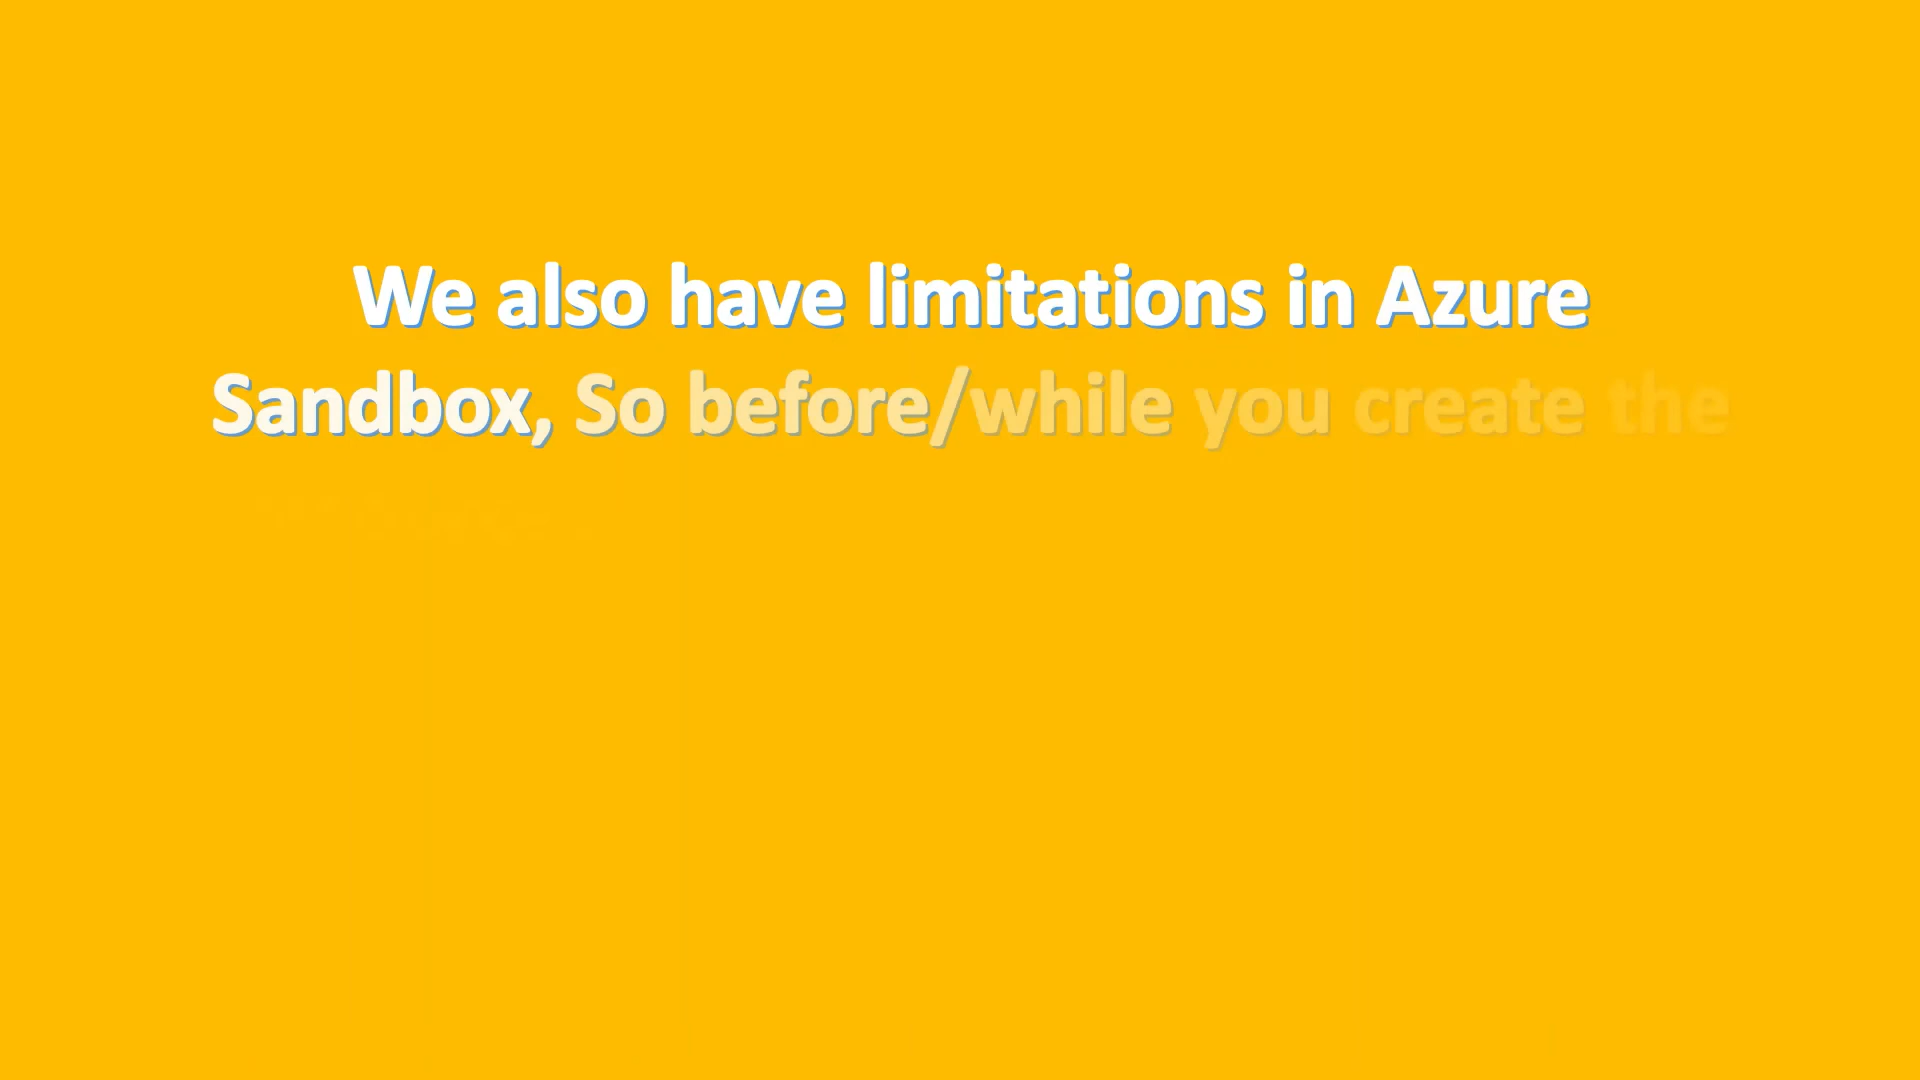 We also have limitations in Azure
Sandbox, So before/while you create the